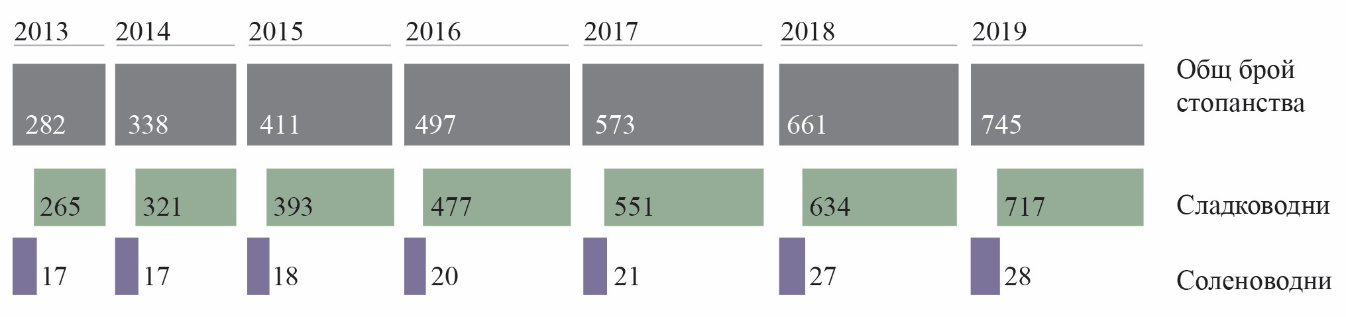 2013 2014 2015 2016 2017 2018 2019
Общ брой
стопанства
282 338 411 497 573 661 745
265 321 393 477 551 634 717 Сладководни
17 17 18 20 21 27 28 Соленоводни